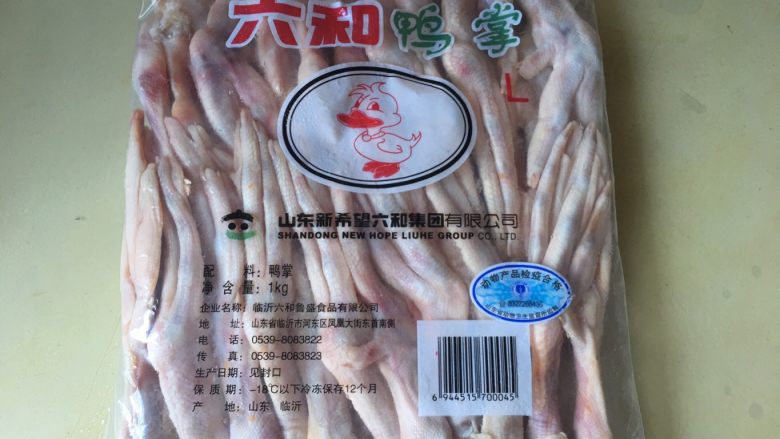 六和鸭掌
L
山东新希望六和集团有限公司
SHANDONG NEW HOPE LIUHE GROUP CO., LTD.
配 料：鸭掌
净 含 量：1kg
企业名称：临沂六和鲁盛食品有限公司
地 址：山东省临沂市河东区凤凰大街东首南侧
电 话：0539-8083822
传 真：0539-8083823
生产日期：见封口
保 质 期：-18℃以下冷冻保存12个月
产 地：山东 临沂
动物产品检疫合格
6 944515 700045